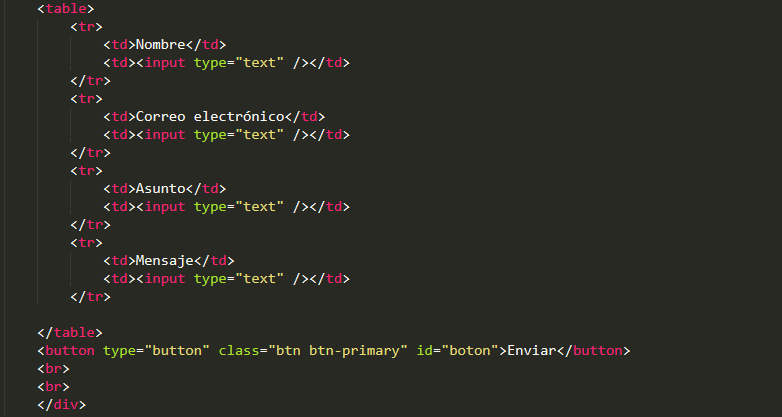 <table>
<tr>
<td>Nombre</td>
<td><input type="text" /></td>
</tr>
<tr>
<td>Correo electrónico</td>
<td><input type="text" /></td>
</tr>
<tr>
<td>Asunto</td>
<td><input type="text" /></td>
</tr>
<tr>
<td>Mensaje</td>
<td><input type="text" /></td>
</tr>
</table>
<button type="button" class="btn btn-primary" id="boton">Enviar</button>
<br>
<br>
</div>